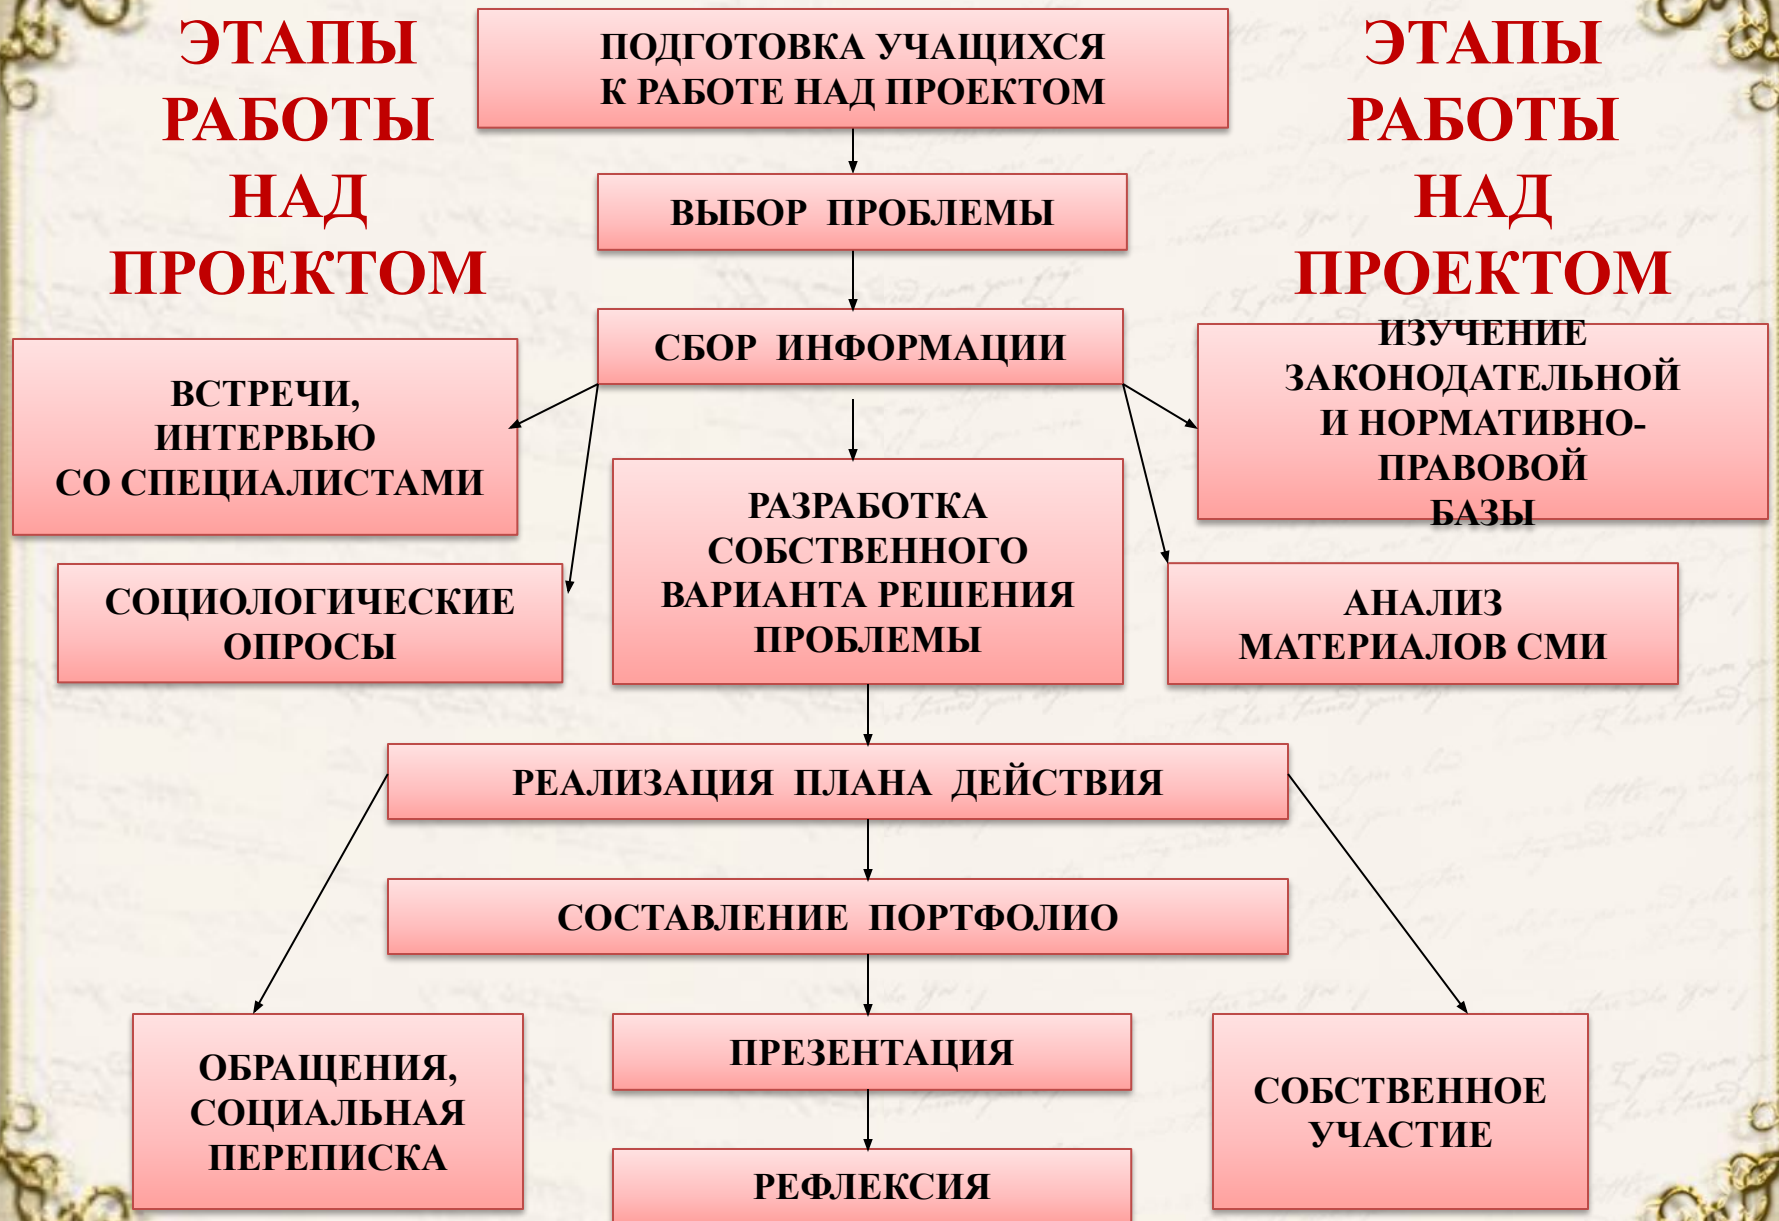 ЭТАПЫ
РАБОТЫ
НАД
ПРОЕКТОМ
ПОДГОТОВКА УЧАЩИХСЯ
К РАБОТЕ НАД ПРОЕКТОМ
ЭТАПЫ
РАБОТЫ
НАД
ПРОЕКТОМ
ВЫБОР ПРОБЛЕМЫ
СБОР ИНФОРМАЦИИ
ВСТРЕЧИ,
ИНТЕРВЬЮ
СО СПЕЦИАЛИСТАМИ
ИЗУЧЕНИЕ
ЗАКОНОДАТЕЛЬНОЙ
И НОРМАТИВНО-
ПРАВОВОЙ
БАЗЫ
РАЗРАБОТКА
СОБСТВЕННОГО
ВАРИАНТА РЕШЕНИЯ
ПРОБЛЕМЫ
СОЦИОЛОГИЧЕСКИЕ
ОПРОСЫ
АНАЛИЗ
МАТЕРИАЛОВ СМИ
РЕАЛИЗАЦИЯ ПЛАНА ДЕЙСТВИЯ
СОСТАВЛЕНИЕ ПОРТФОЛИО
ОБРАЩЕНИЯ,
СОЦИАЛЬНАЯ
ПЕРЕПИСКА
ПРЕЗЕНТАЦИЯ
СОБСТВЕННОЕ
УЧАСТИЕ
РЕФЛЕКСИЯ